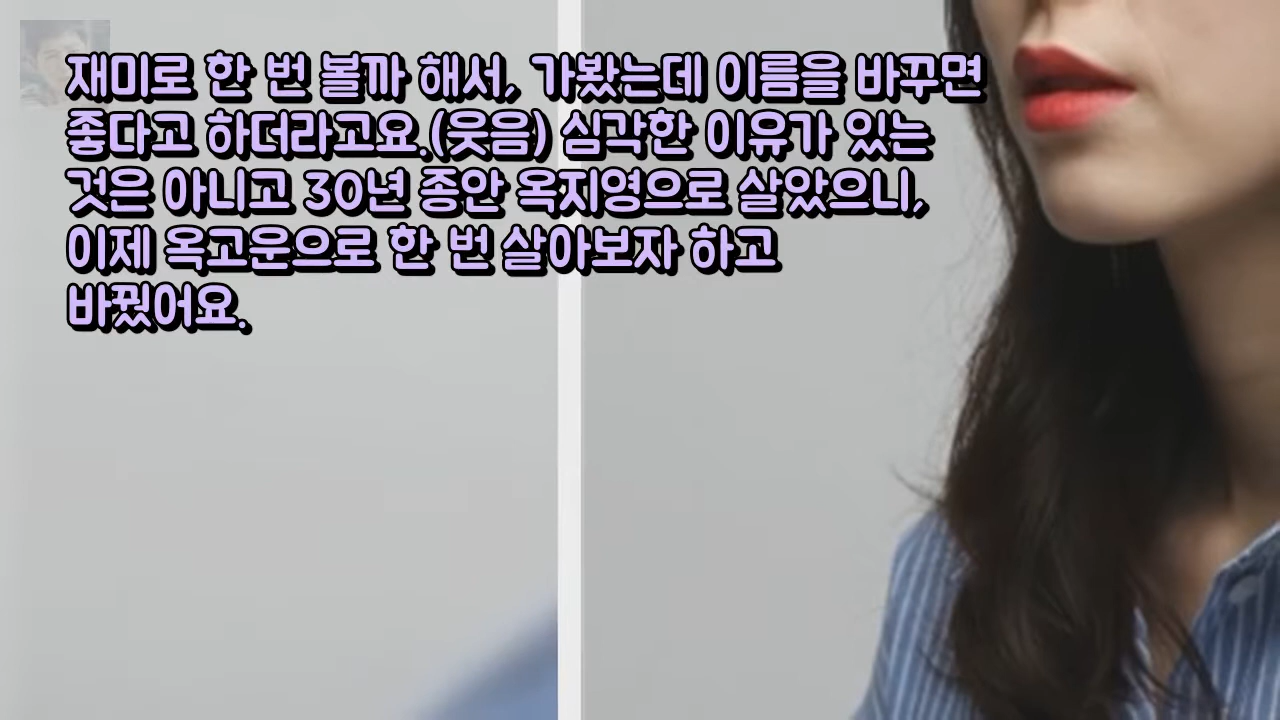 재미로 한 번 볼까 해서, 가봤는데 이름을 바꾸면
좋다고 하더라고요.(웃음) 심각한 이유가 있는
것은 아니고 30년 종안 옥지영으로 살았으니,
이제 옥고운으로 한 번 살아보자 하고
바꿨어요.